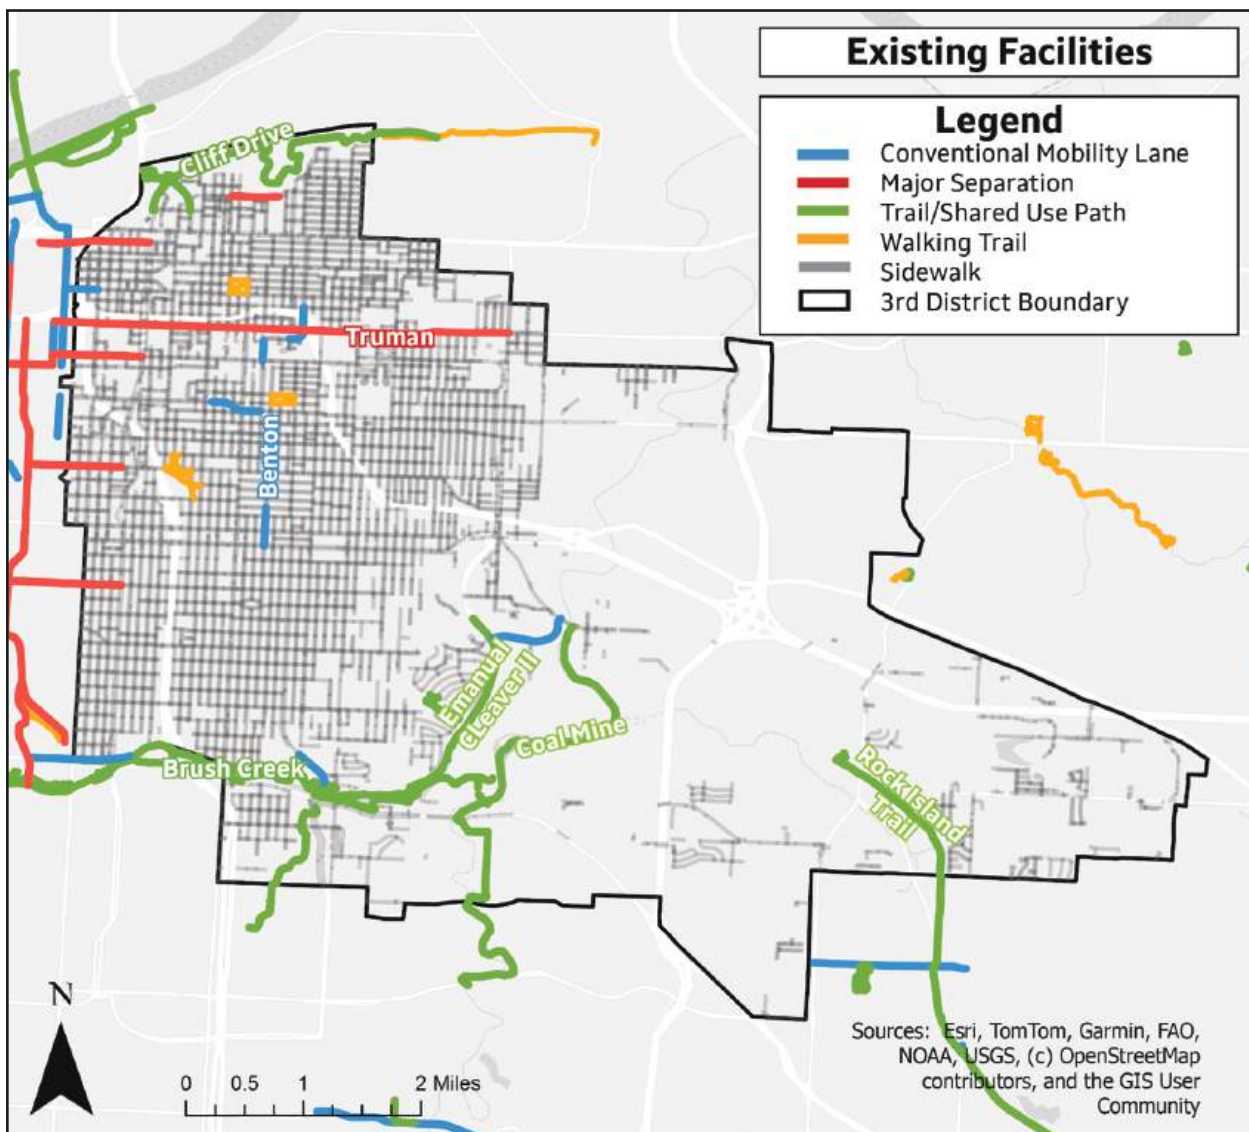 Existing Facilities
Legend
Conventional Mobility Lane
Major Separation
Trail/Shared Use Path
Walking Trail
Sidewalk
3rd District Boundary
Cliff Drive
Truman
Benton
Emanual
CLeaver II
Coal Mine
Brush Creek
Rock Island
Trail
N
0 0.5 1 2 Miles
Sources: Esri, TomTom, Garmin, FAO,
NOAA, USGS, (c) OpenStreetMap
contributors, and the GIS User
Community